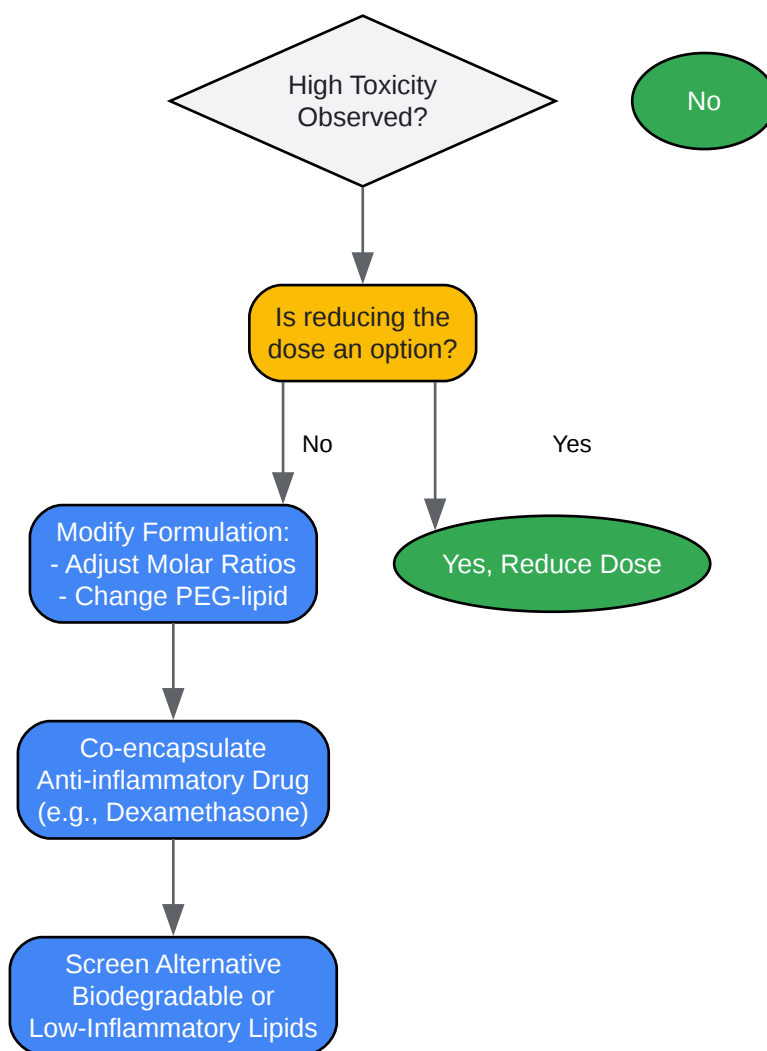 High Toxicity
Observed?
No
Is reducing the
dose an option?
No
Yes
Modify Formulation:
- Adjust Molar Ratios
- Change PEG-lipid
Yes, Reduce Dose
Co-encapsulate
Anti-inflammatory Drug
(e.g., Dexamethasone)
Screen Alternative
Biodegradable or
Low-Inflammatory Lipids